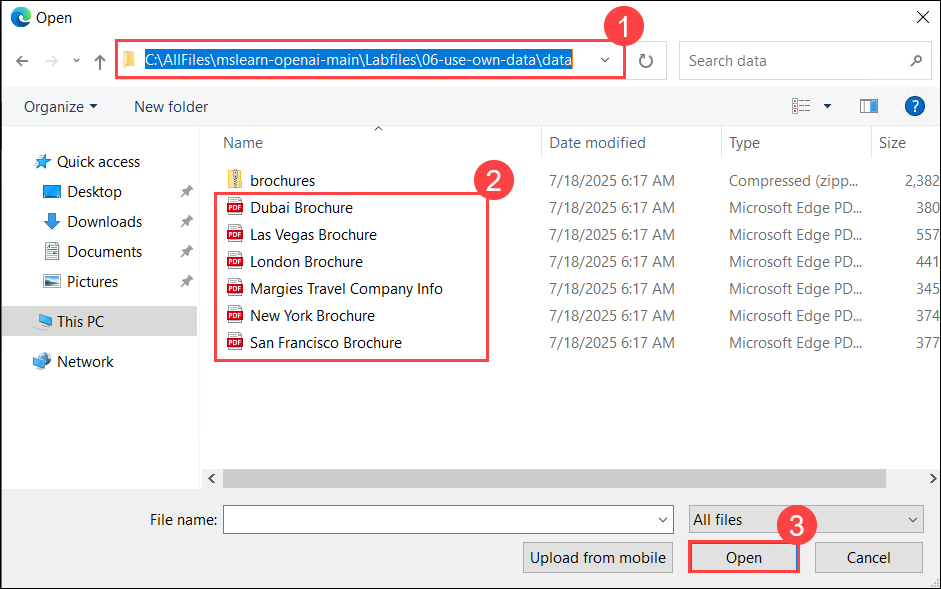 Open
1
C:\AllFiles\mslearn-openai-main\Labfiles\06-use-own-data\data
Search data
Organize
New folder
?
Name
Date modified
Type
Size
Quick access
Desktop
Downloads
Documents
Pictures
This PC
Network
2
brochures 7/18/2025 6:17 AM Compressed (zipp... 2,382
PDF Dubai Brochure 7/18/2025 6:17 AM Microsoft Edge PD... 380
PDF Las Vegas Brochure 7/18/2025 6:17 AM Microsoft Edge PD... 557
PDF London Brochure 7/18/2025 6:17 AM Microsoft Edge PD... 441
PDF Margies Travel Company Info 7/18/2025 6:17 AM Microsoft Edge PD... 345
PDF New York Brochure 7/18/2025 6:17 AM Microsoft Edge PD... 374
PDF San Francisco Brochure 7/18/2025 6:17 AM Microsoft Edge PD... 377
File name:
All files
3
Upload from mobile
Open
Cancel